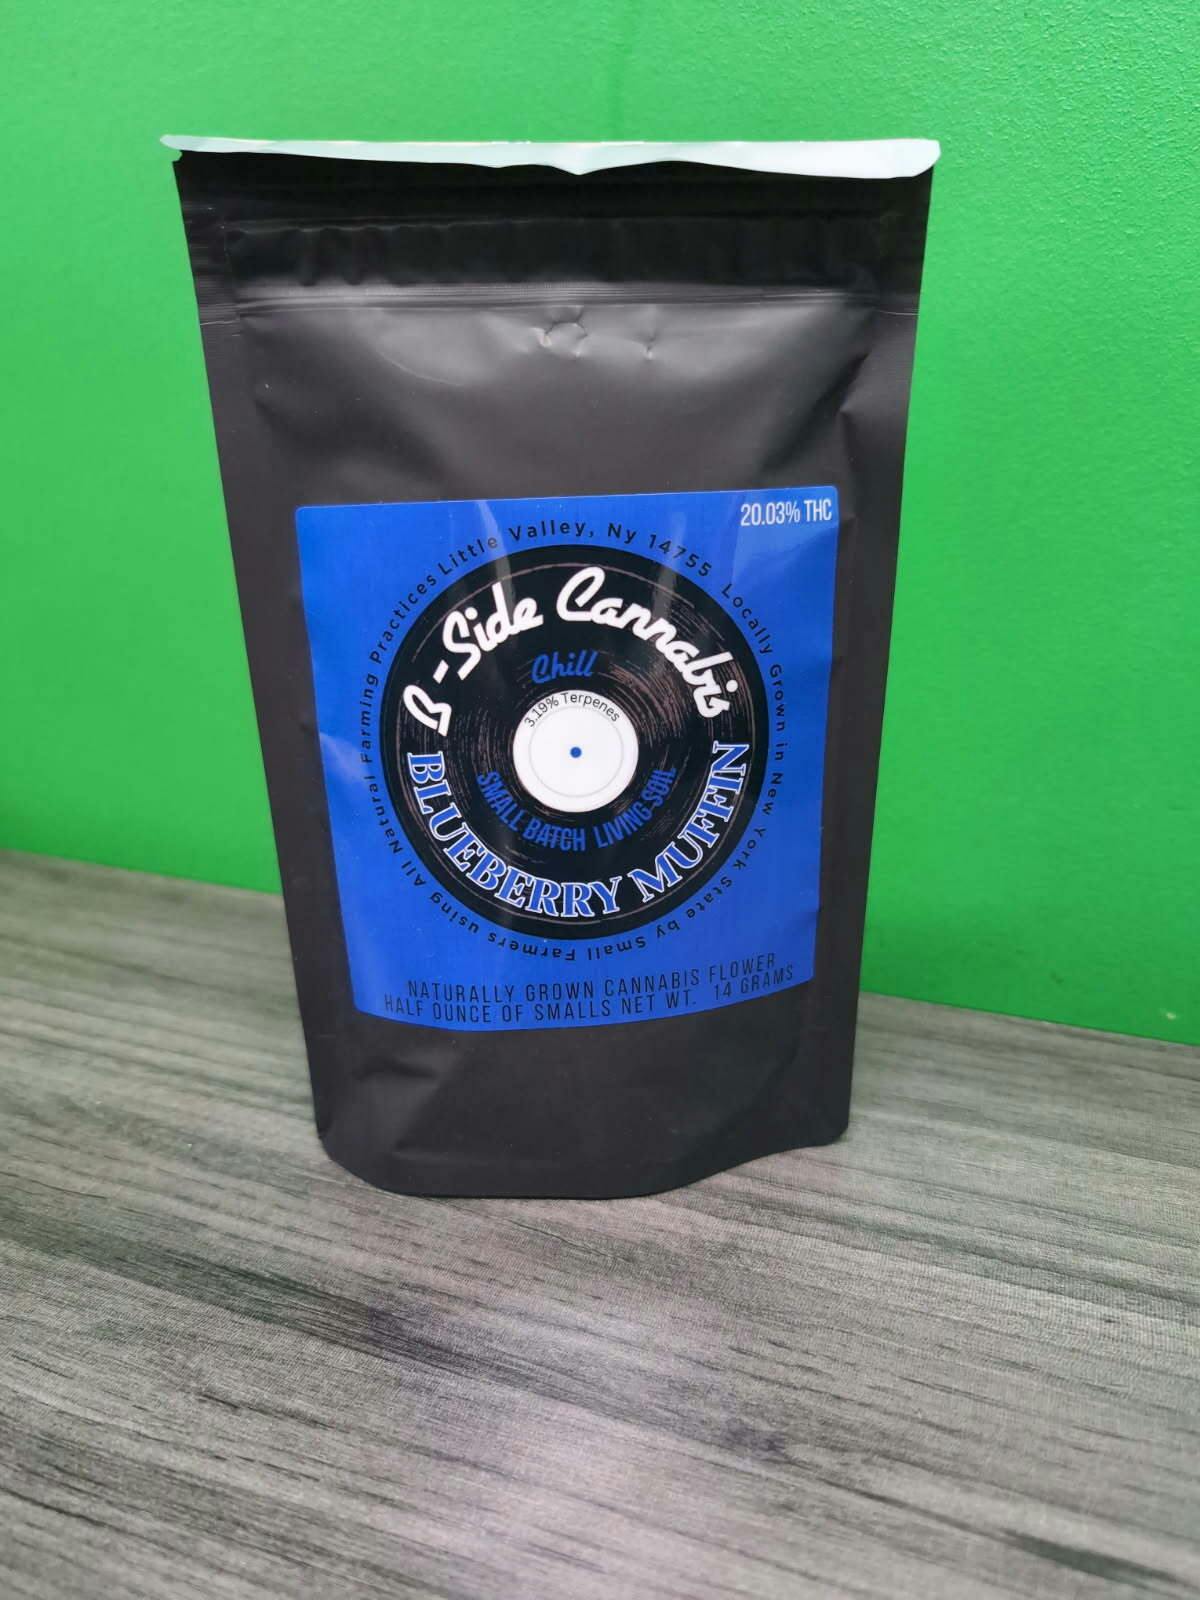 20.03% THC
Little Valley, Ny 14755
Locally Grown in New York State by Small Farmers using All Natural Farming Practices
B-Side Cannabis
Chill
3.19% Terpenes
SMALL BATCH LIVING SOIL
BLUEBERRY MUFFIN
NATURALLY GROWN CANNABIS FLOWER
HALF OUNCE OF SMALLS NET WT. 14 GRAMS